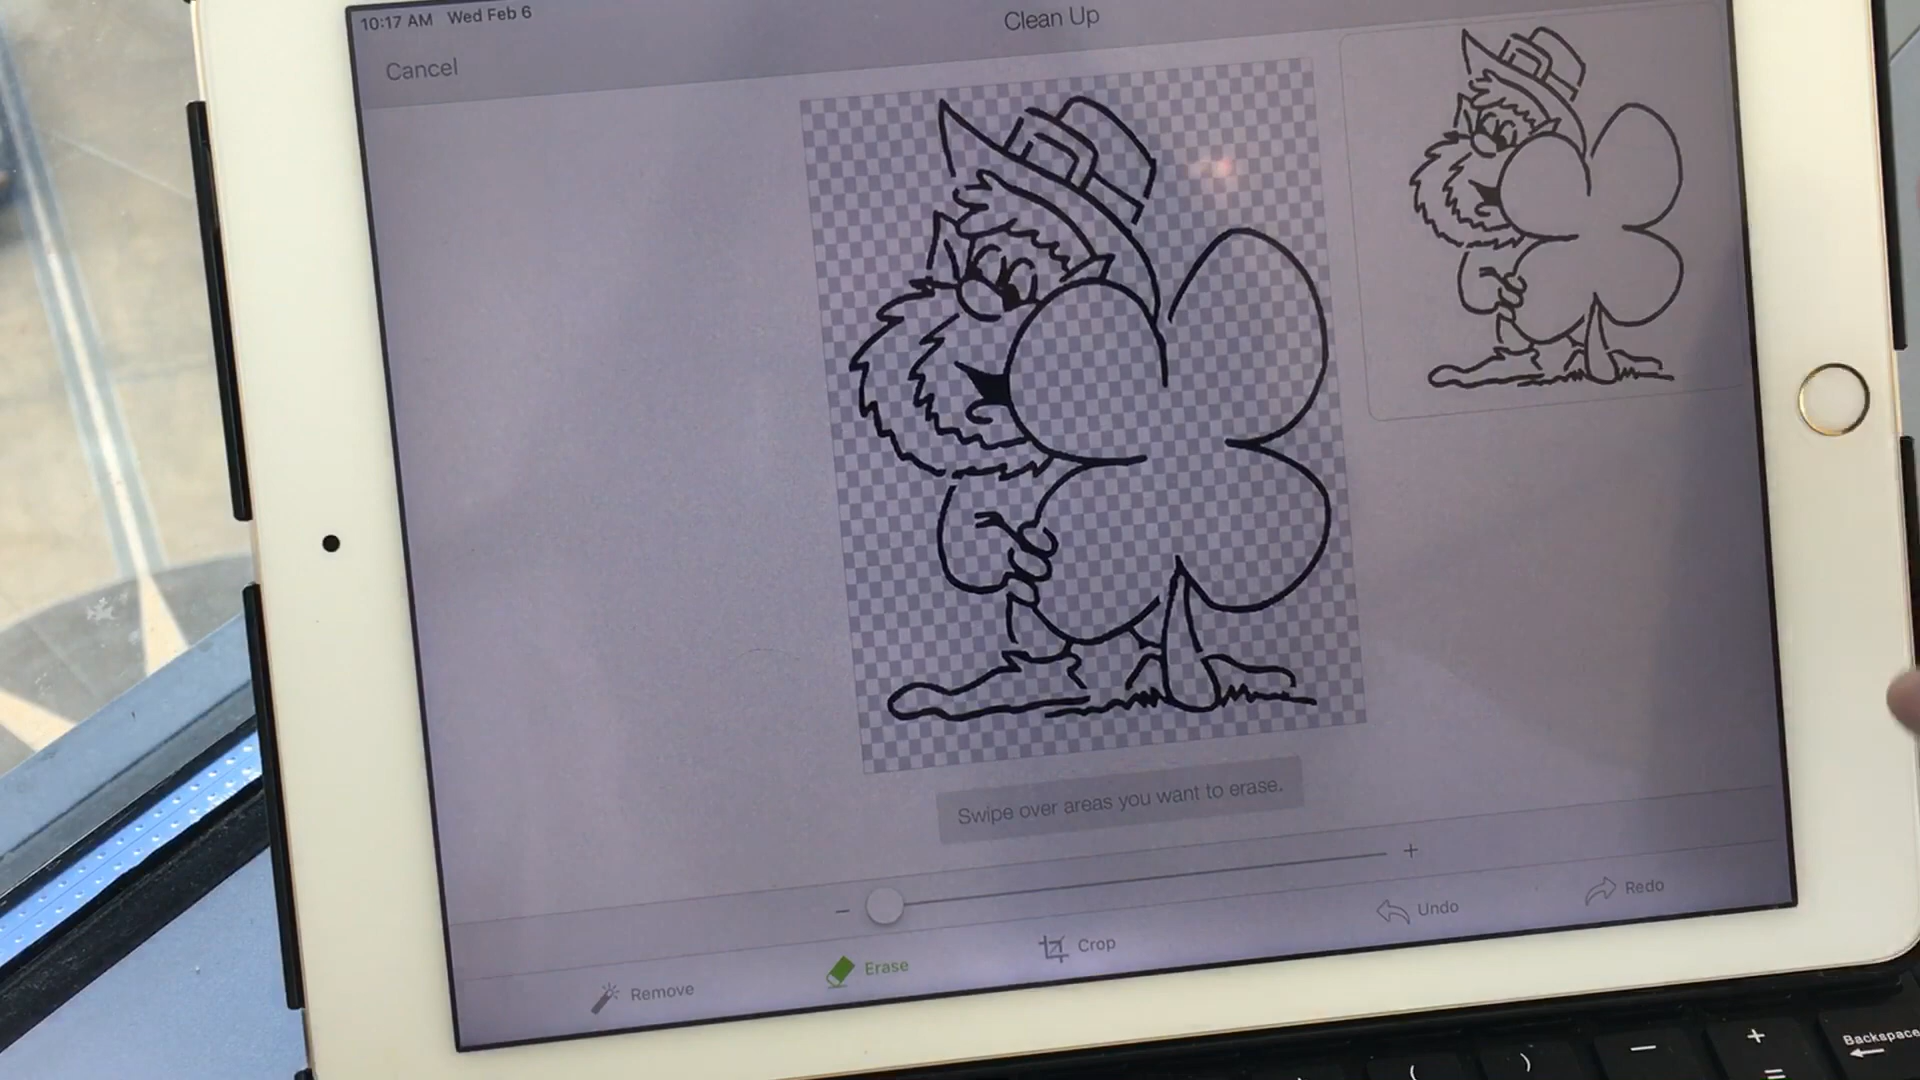 10:17 AM Wed Feb 6
Clean Up
Cancel
Swipe over areas you want to erase.
− +
Remove
Erase
Crop
Undo
Redo
( ) − + =
Backspace